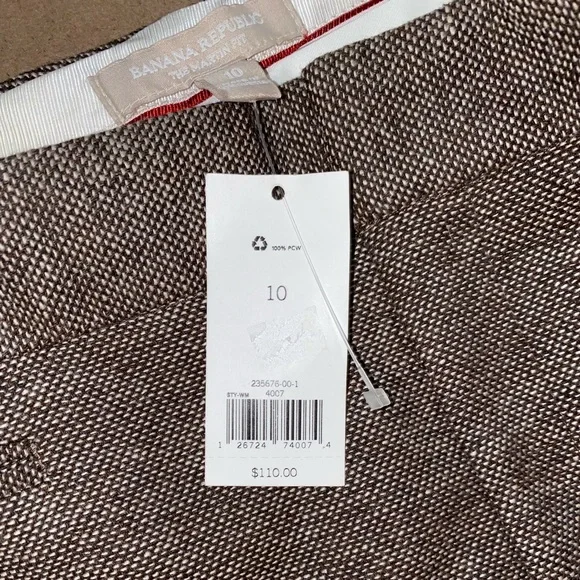 BANANA REPUBLIC
THE MARTIN FIT
10
100% PCW
10
235676-00-1
STY-WM 4007
1 26724 74007 4
$110.00